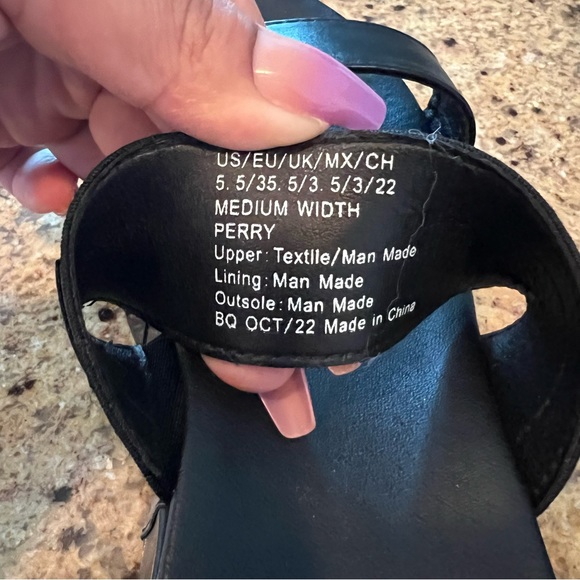 US/EU/UK/MX/CH
5. 5/35. 5/3. 5/3/22
MEDIUM WIDTH
PERRY
Upper: Textile/Man Made
Lining: Man Made
Outsole: Man Made
BQ OCT/22 Made in China